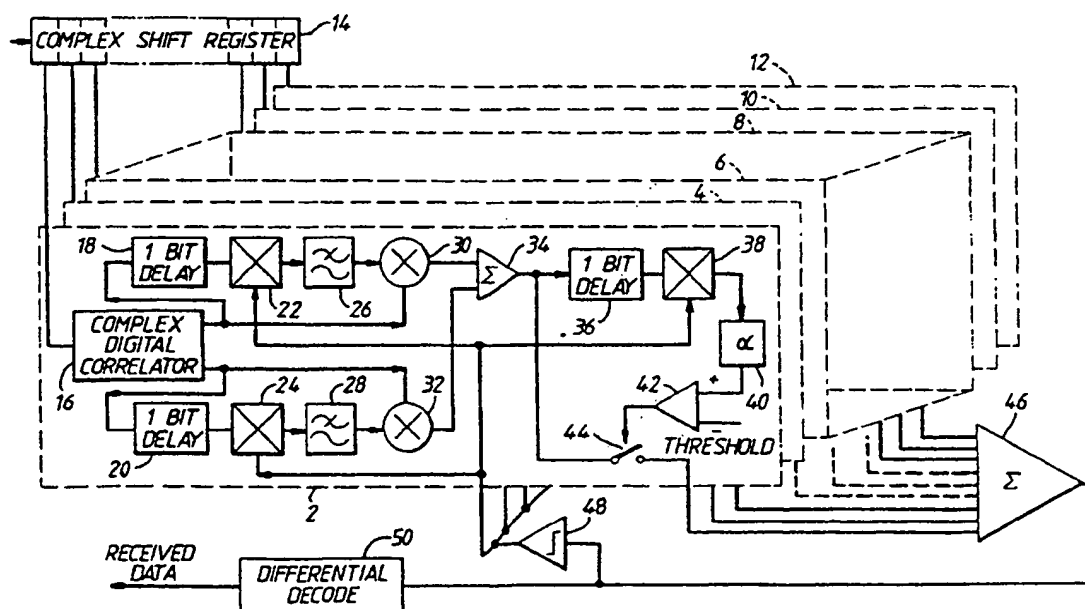 COMPLEX SHIFT REGISTER
14
12
10
8
6
4
18
1 BIT
DELAY
22
26
30
34
Σ
1 BIT
DELAY
36
38
COMPLEX
DIGITAL
CORRELATOR
16
α
40
42
+
−
THRESHOLD
44
24
28
32
1 BIT
DELAY
20
2
46
Σ
48
50
RECEIVED
DATA
DIFFERENTIAL
DECODE